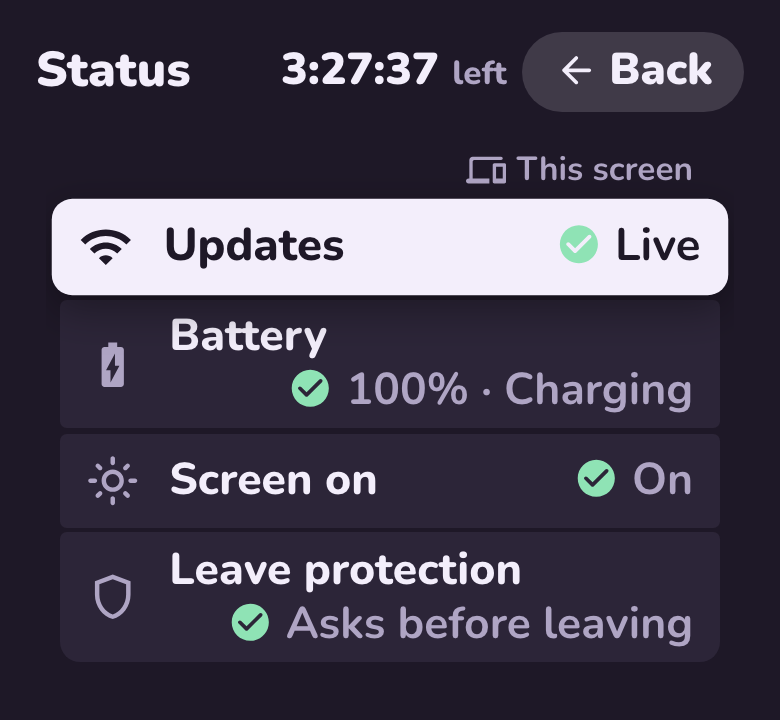 Status 3:27:37 left Back
This screen
Updates Live
Battery
100% · Charging
Screen on On
Leave protection
Asks before leaving